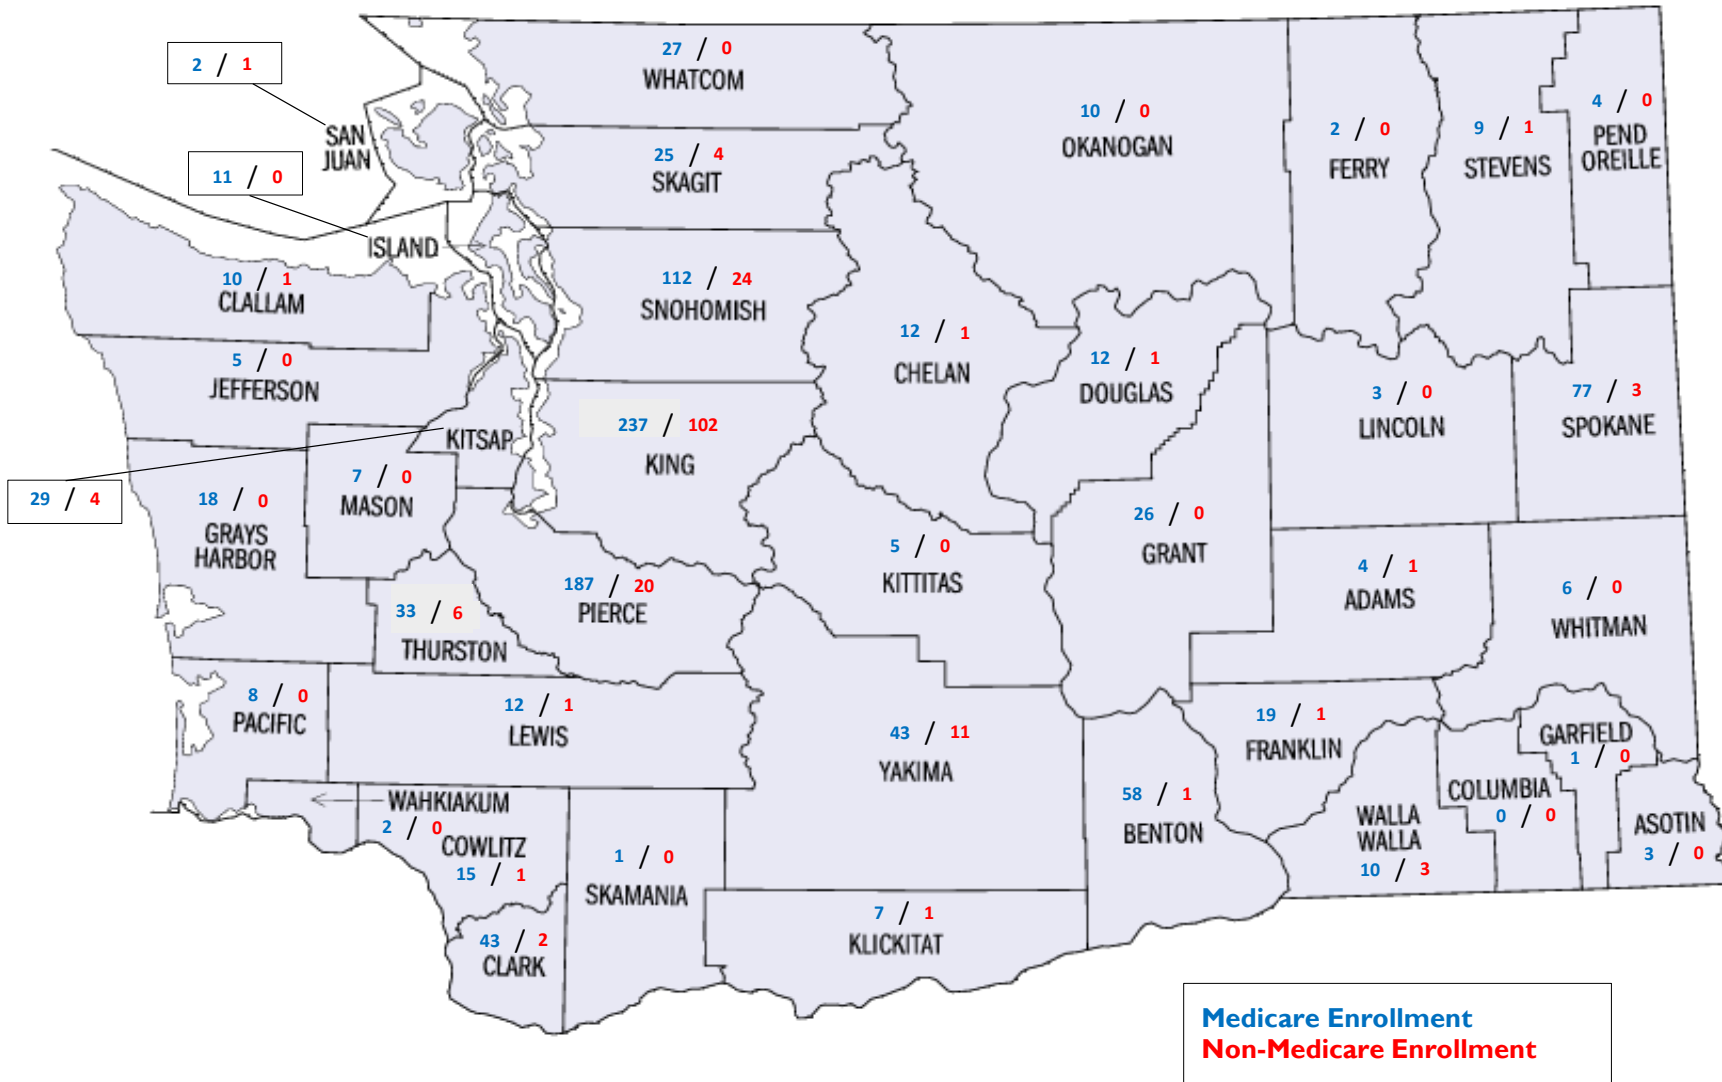 27 / 0
WHATCOM
2 / 1
SAN
JUAN
10 / 0
OKANOGAN
2 / 0
FERRY
9 / 1
STEVENS
4 / 0
PEND
OREILLE
25 / 4
SKAGIT
11 / 0
ISLAND
10 / 1
CLALLAM
112 / 24
SNOHOMISH
5 / 0
JEFFERSON
12 / 1
CHELAN
12 / 1
DOUGLAS
3 / 0
LINCOLN
77 / 3
SPOKANE
237 / 102
KING
KITSAP
29 / 4
7 / 0
MASON
18 / 0
GRAYS
HARBOR
26 / 0
GRANT
5 / 0
KITTITAS
187 / 20
PIERCE
33 / 6
THURSTON
4 / 1
ADAMS
6 / 0
WHITMAN
8 / 0
PACIFIC
12 / 1
LEWIS
43 / 11
YAKIMA
19 / 1
FRANKLIN
GARFIELD
1 / 0
COLUMBIA
0 / 0
WALLA
WALLA
10 / 3
ASOTIN
3 / 0
58 / 1
BENTON
WAHKIAKUM
2 / 0
COWLITZ
15 / 1
1 / 0
SKAMANIA
43 / 2
CLARK
7 / 1
KLICKITAT
Medicare Enrollment
Non-Medicare Enrollment